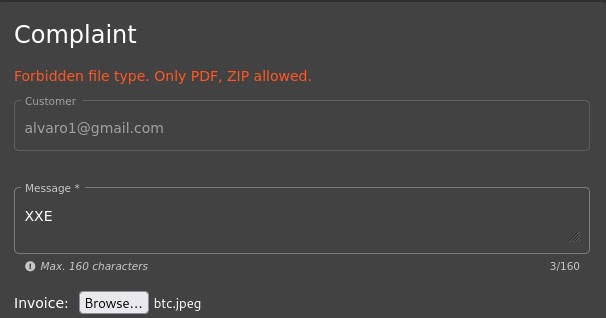 Complaint
Forbidden file type. Only PDF, ZIP allowed.
Customer
alvaro1@gmail.com
Message *
XXE
Max. 160 characters 3/160
Invoice: Browse... btc.jpeg